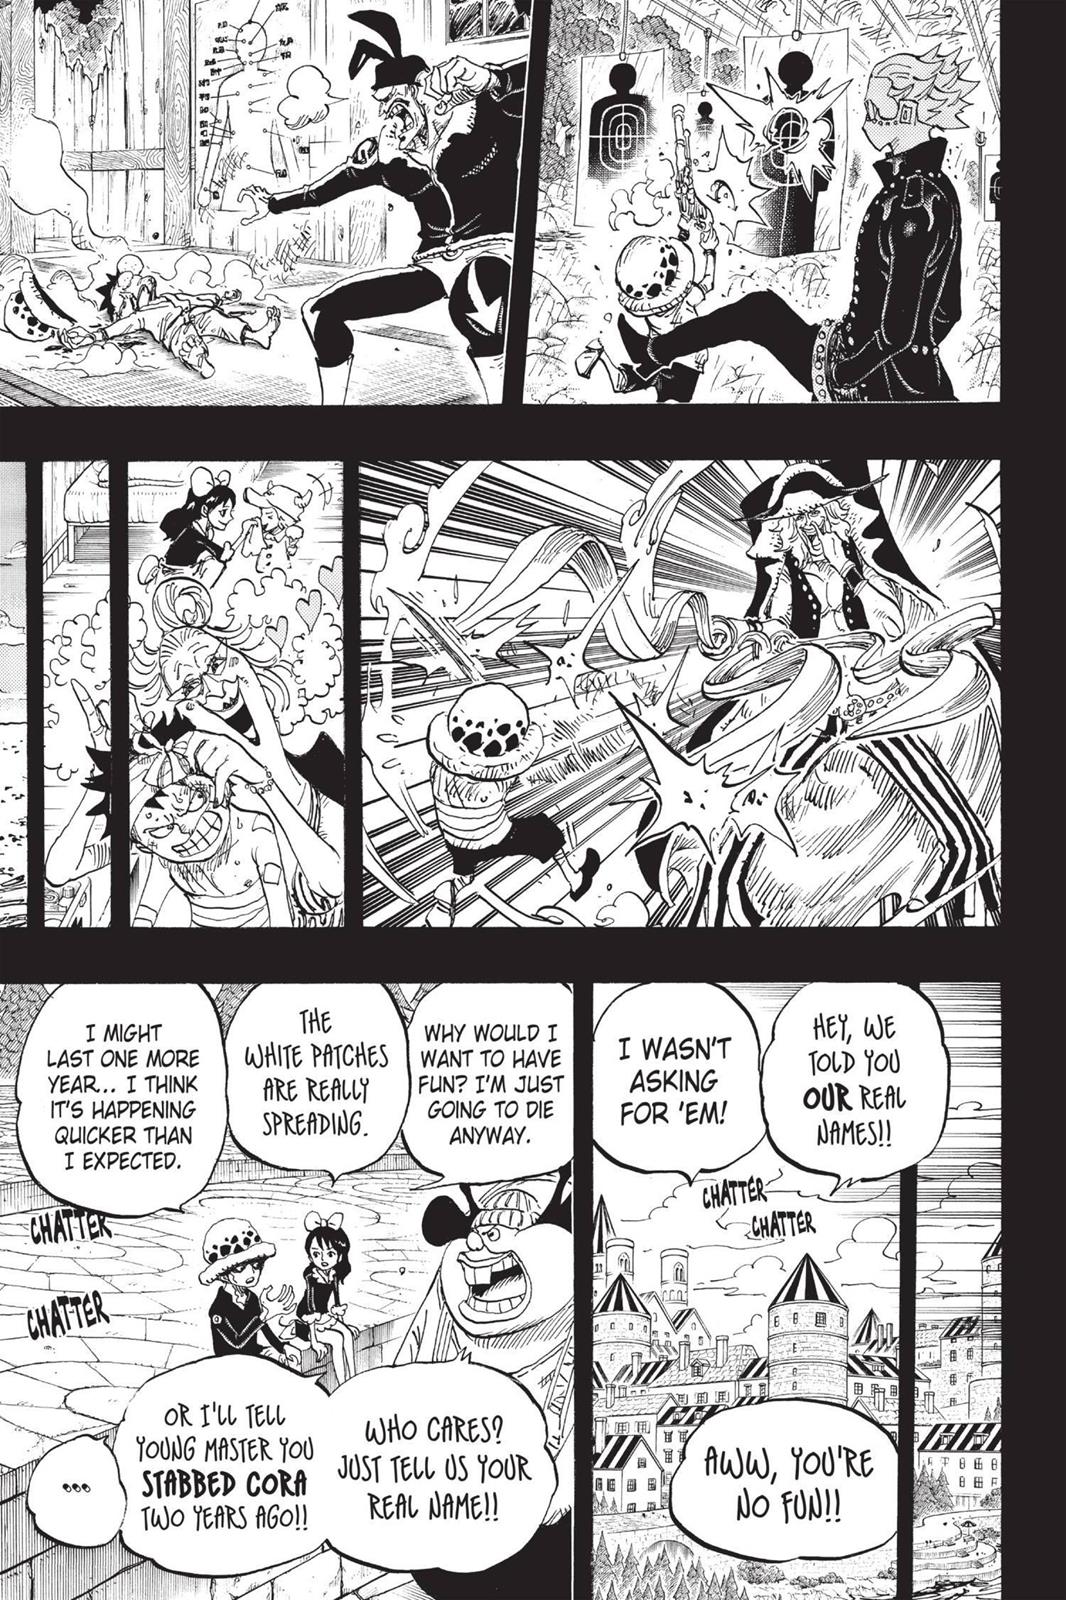 HEY, WE
TOLD YOU
OUR REAL
NAMES!!
I WASN'T
ASKING
FOR 'EM!
CHATTER
CHATTER
AWW, YOU'RE
NO FUN!!
WHY WOULD I
WANT TO HAVE
FUN? I'M JUST
GOING TO DIE
ANYWAY.
THE
WHITE PATCHES
ARE REALLY
SPREADING.
I MIGHT
LAST ONE MORE
YEAR... I THINK
IT'S HAPPENING
QUICKER THAN
I EXPECTED.
CHATTER
CHATTER
WHO CARES?
JUST TELL US YOUR
REAL NAME!!
OR I'LL TELL
YOUNG MASTER YOU
STABBED CORA
TWO YEARS AGO!!
...